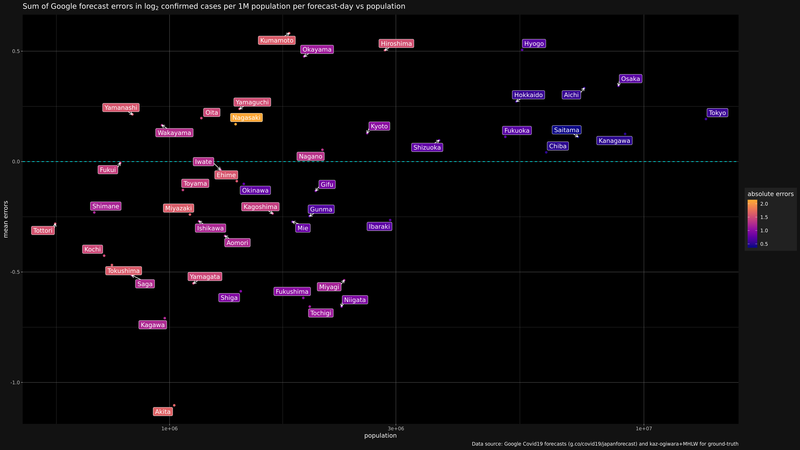 Sum of Google forecast errors in log₂ confirmed cases per 1M population per forecast-day vs population
Kumamoto
Okayama
Hiroshima
Hyogo
0.5
Osaka
Hokkaido
Aichi
Yamanashi
Yamaguchi
Oita
Nagasaki
Tokyo
Wakayama
Kyoto
Fukuoka
Saitama
Kanagawa
Shizuoka
Chiba
Nagano
0.0
Iwate
Fukui
Ehime
Toyama
Okinawa
Gifu
Shimane
Miyazaki
Kagoshima
Gunma
Tottori
Ishikawa
Mie
Ibaraki
Aomori
Kochi
Tokushima
-0.5
Saga
Yamagata
Shiga
Fukushima
Miyagi
Niigata
Tochigi
Kagawa
-1.0
Akita
mean errors
1e+06
3e+06
1e+07
population
absolute errors
2.0
1.5
1.0
0.5
Data source: Google Covid19 forecasts (g.co/covid19/japanforecast) and kaz-ogiwara+MHLW for ground-truth